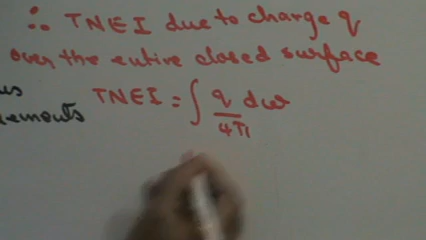 ∴ TNEI due to charge q
over the entire closed surface
TNEI = ∫ q/4π dω